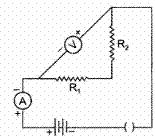 +
V
−
R₂
R₁
−
A
+
+
−
( )